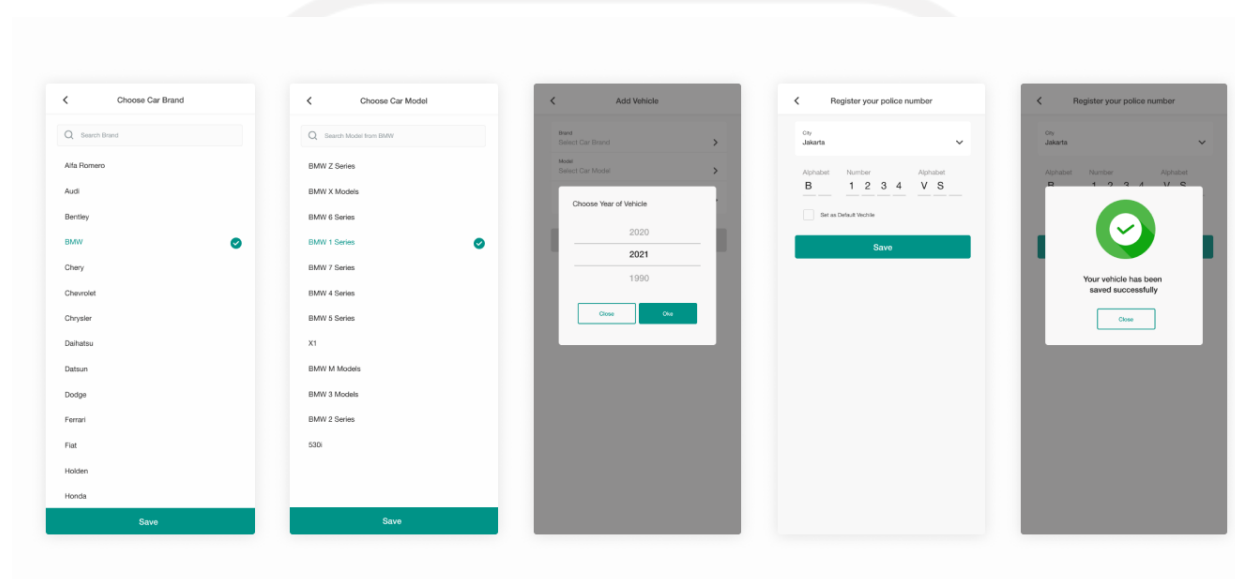 Choose Car Brand
Search Brand
Alfa Romero
Audi
Bentley
BMW
Chery
Chevrolet
Chrysler
Daihatsu
Datsun
Dodge
Ferrari
Fiat
Holden
Honda
Save
Choose Car Model
Search Model from BMW
BMW Z Series
BMW X Models
BMW 6 Series
BMW 1 Series
BMW 7 Series
BMW 4 Series
BMW 5 Series
X1
BMW M Models
BMW 3 Models
BMW 2 Series
530i
Save
Add Vehicle
Brand
Select Car Brand
Model
Select Car Model
Choose Year of Vehicle
2020
2021
1990
Close Oke
Register your police number
City
Jakarta
Alphabet Number Alphabet
B 1 2 3 4 V S
Set as Default Vechile
Save
Register your police number
City
Jakarta
Alphabet Number Alphabet
B 1 2 3 4 V S
Your vehicle has been
saved successfully
Close